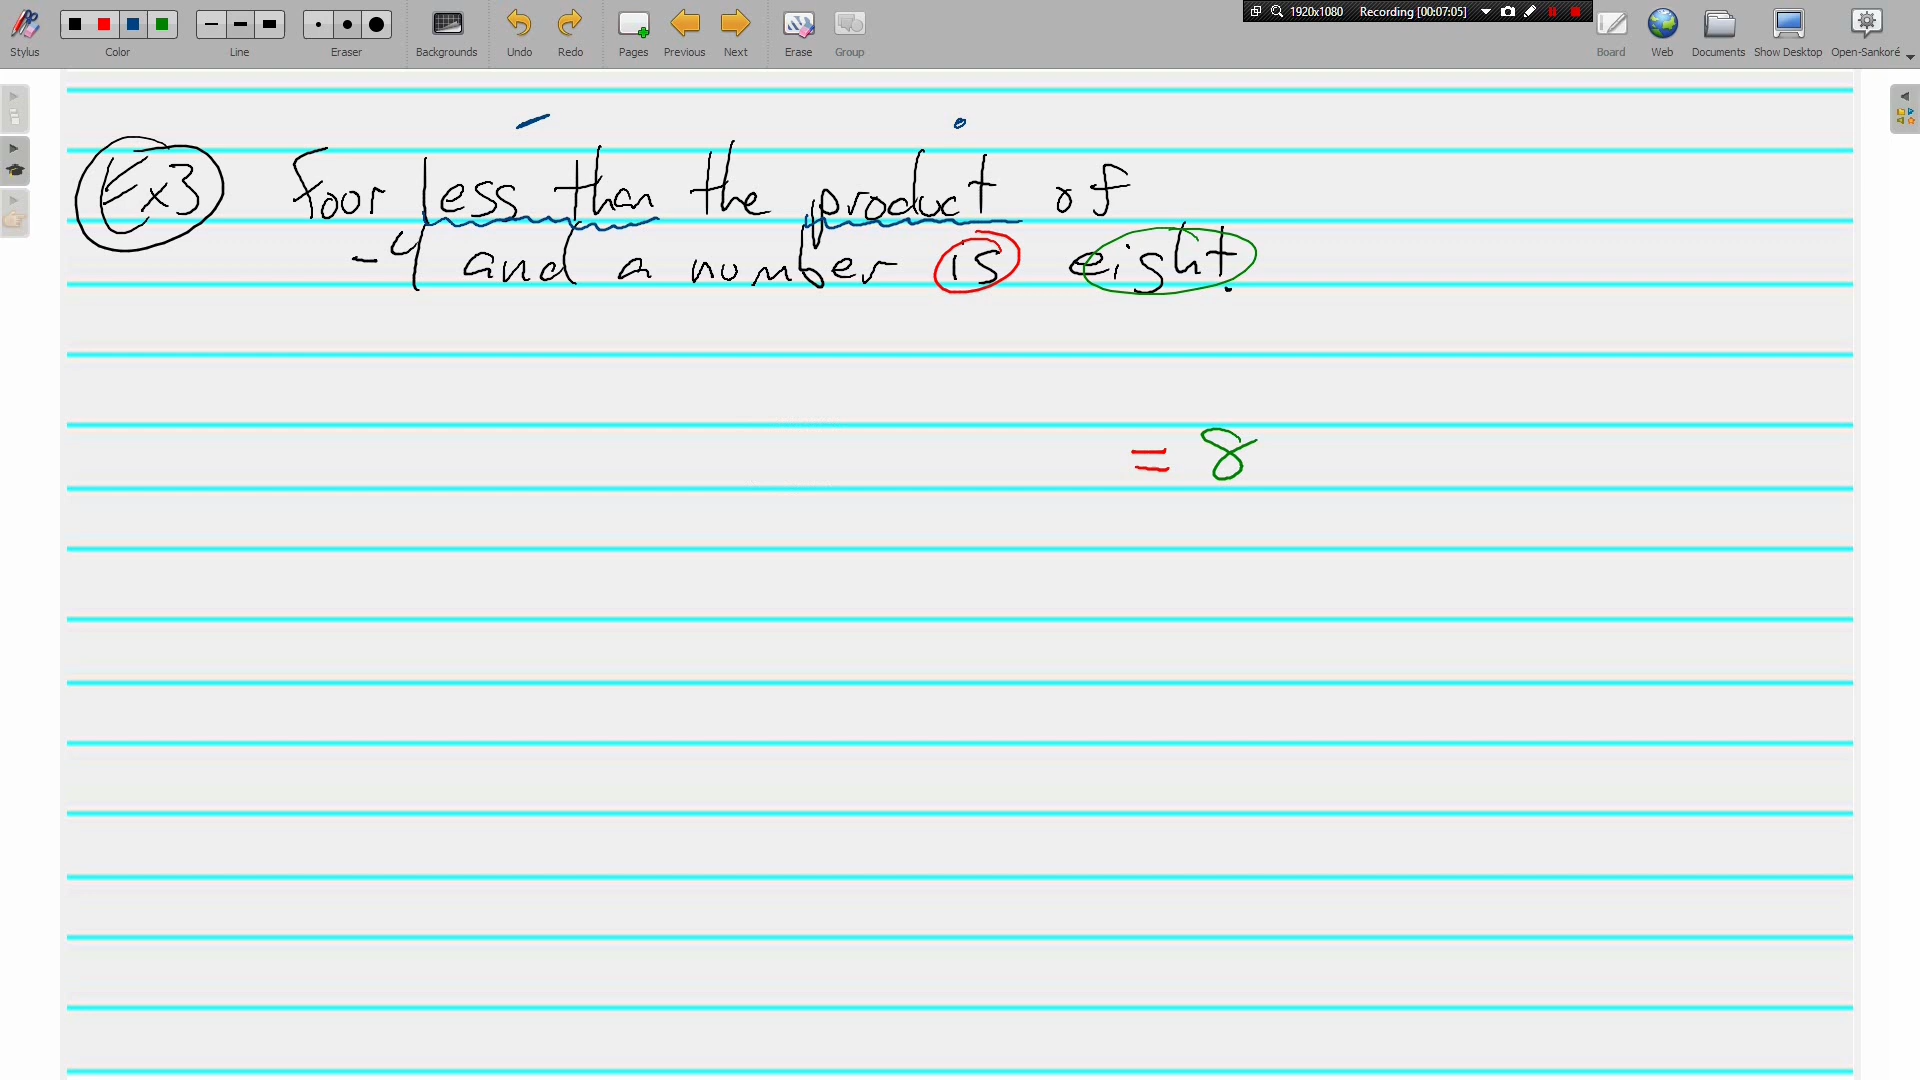 1920x1080 Recording [00:07:05]
Stylus Color Line Eraser Backgrounds Undo Redo Pages Previous Next Erase Group Board Web Documents Show Desktop Open-Sankoré
Ex3 Four less than the product of
-4 and a number is eight.
= 8